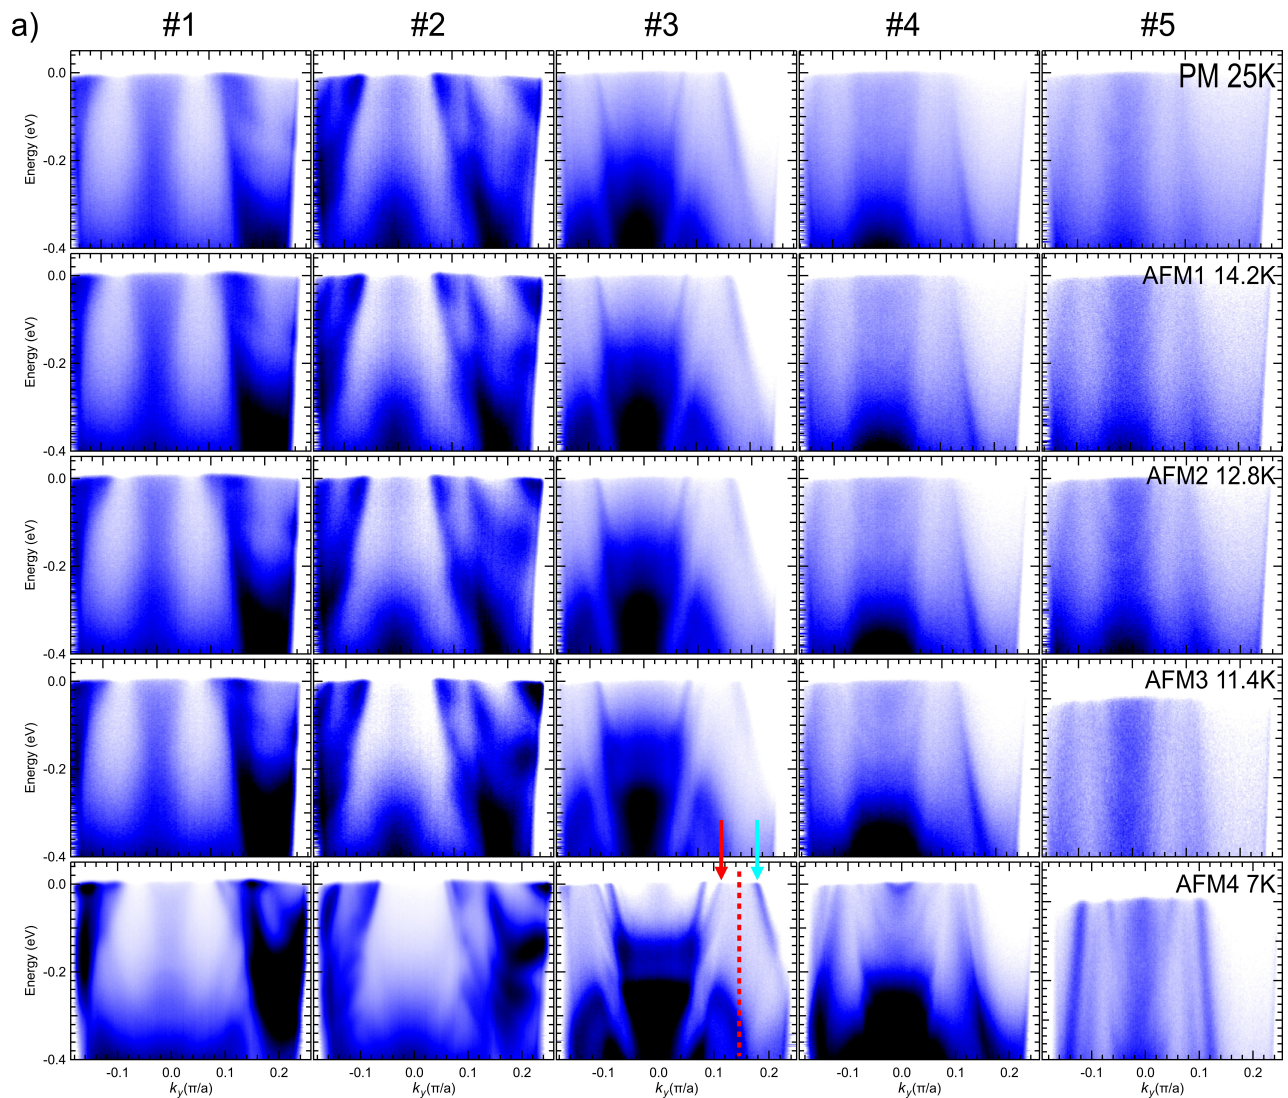 a) #1 #2 #3 #4 #5
PM 25K
0.0
Energy (eV)
-0.2
-0.4
AFM1 14.2K
0.0
Energy (eV)
-0.2
-0.4
AFM2 12.8K
0.0
Energy (eV)
-0.2
-0.4
AFM3 11.4K
0.0
Energy (eV)
-0.2
-0.4
AFM4 7K
0.0
Energy (eV)
-0.2
-0.4
-0.1 0.0 0.1 0.2 -0.1 0.0 0.1 0.2 -0.1 0.0 0.1 0.2 -0.1 0.0 0.1 0.2 -0.1 0.0 0.1 0.2
ky(π/a) ky(π/a) ky(π/a) ky(π/a) ky(π/a)